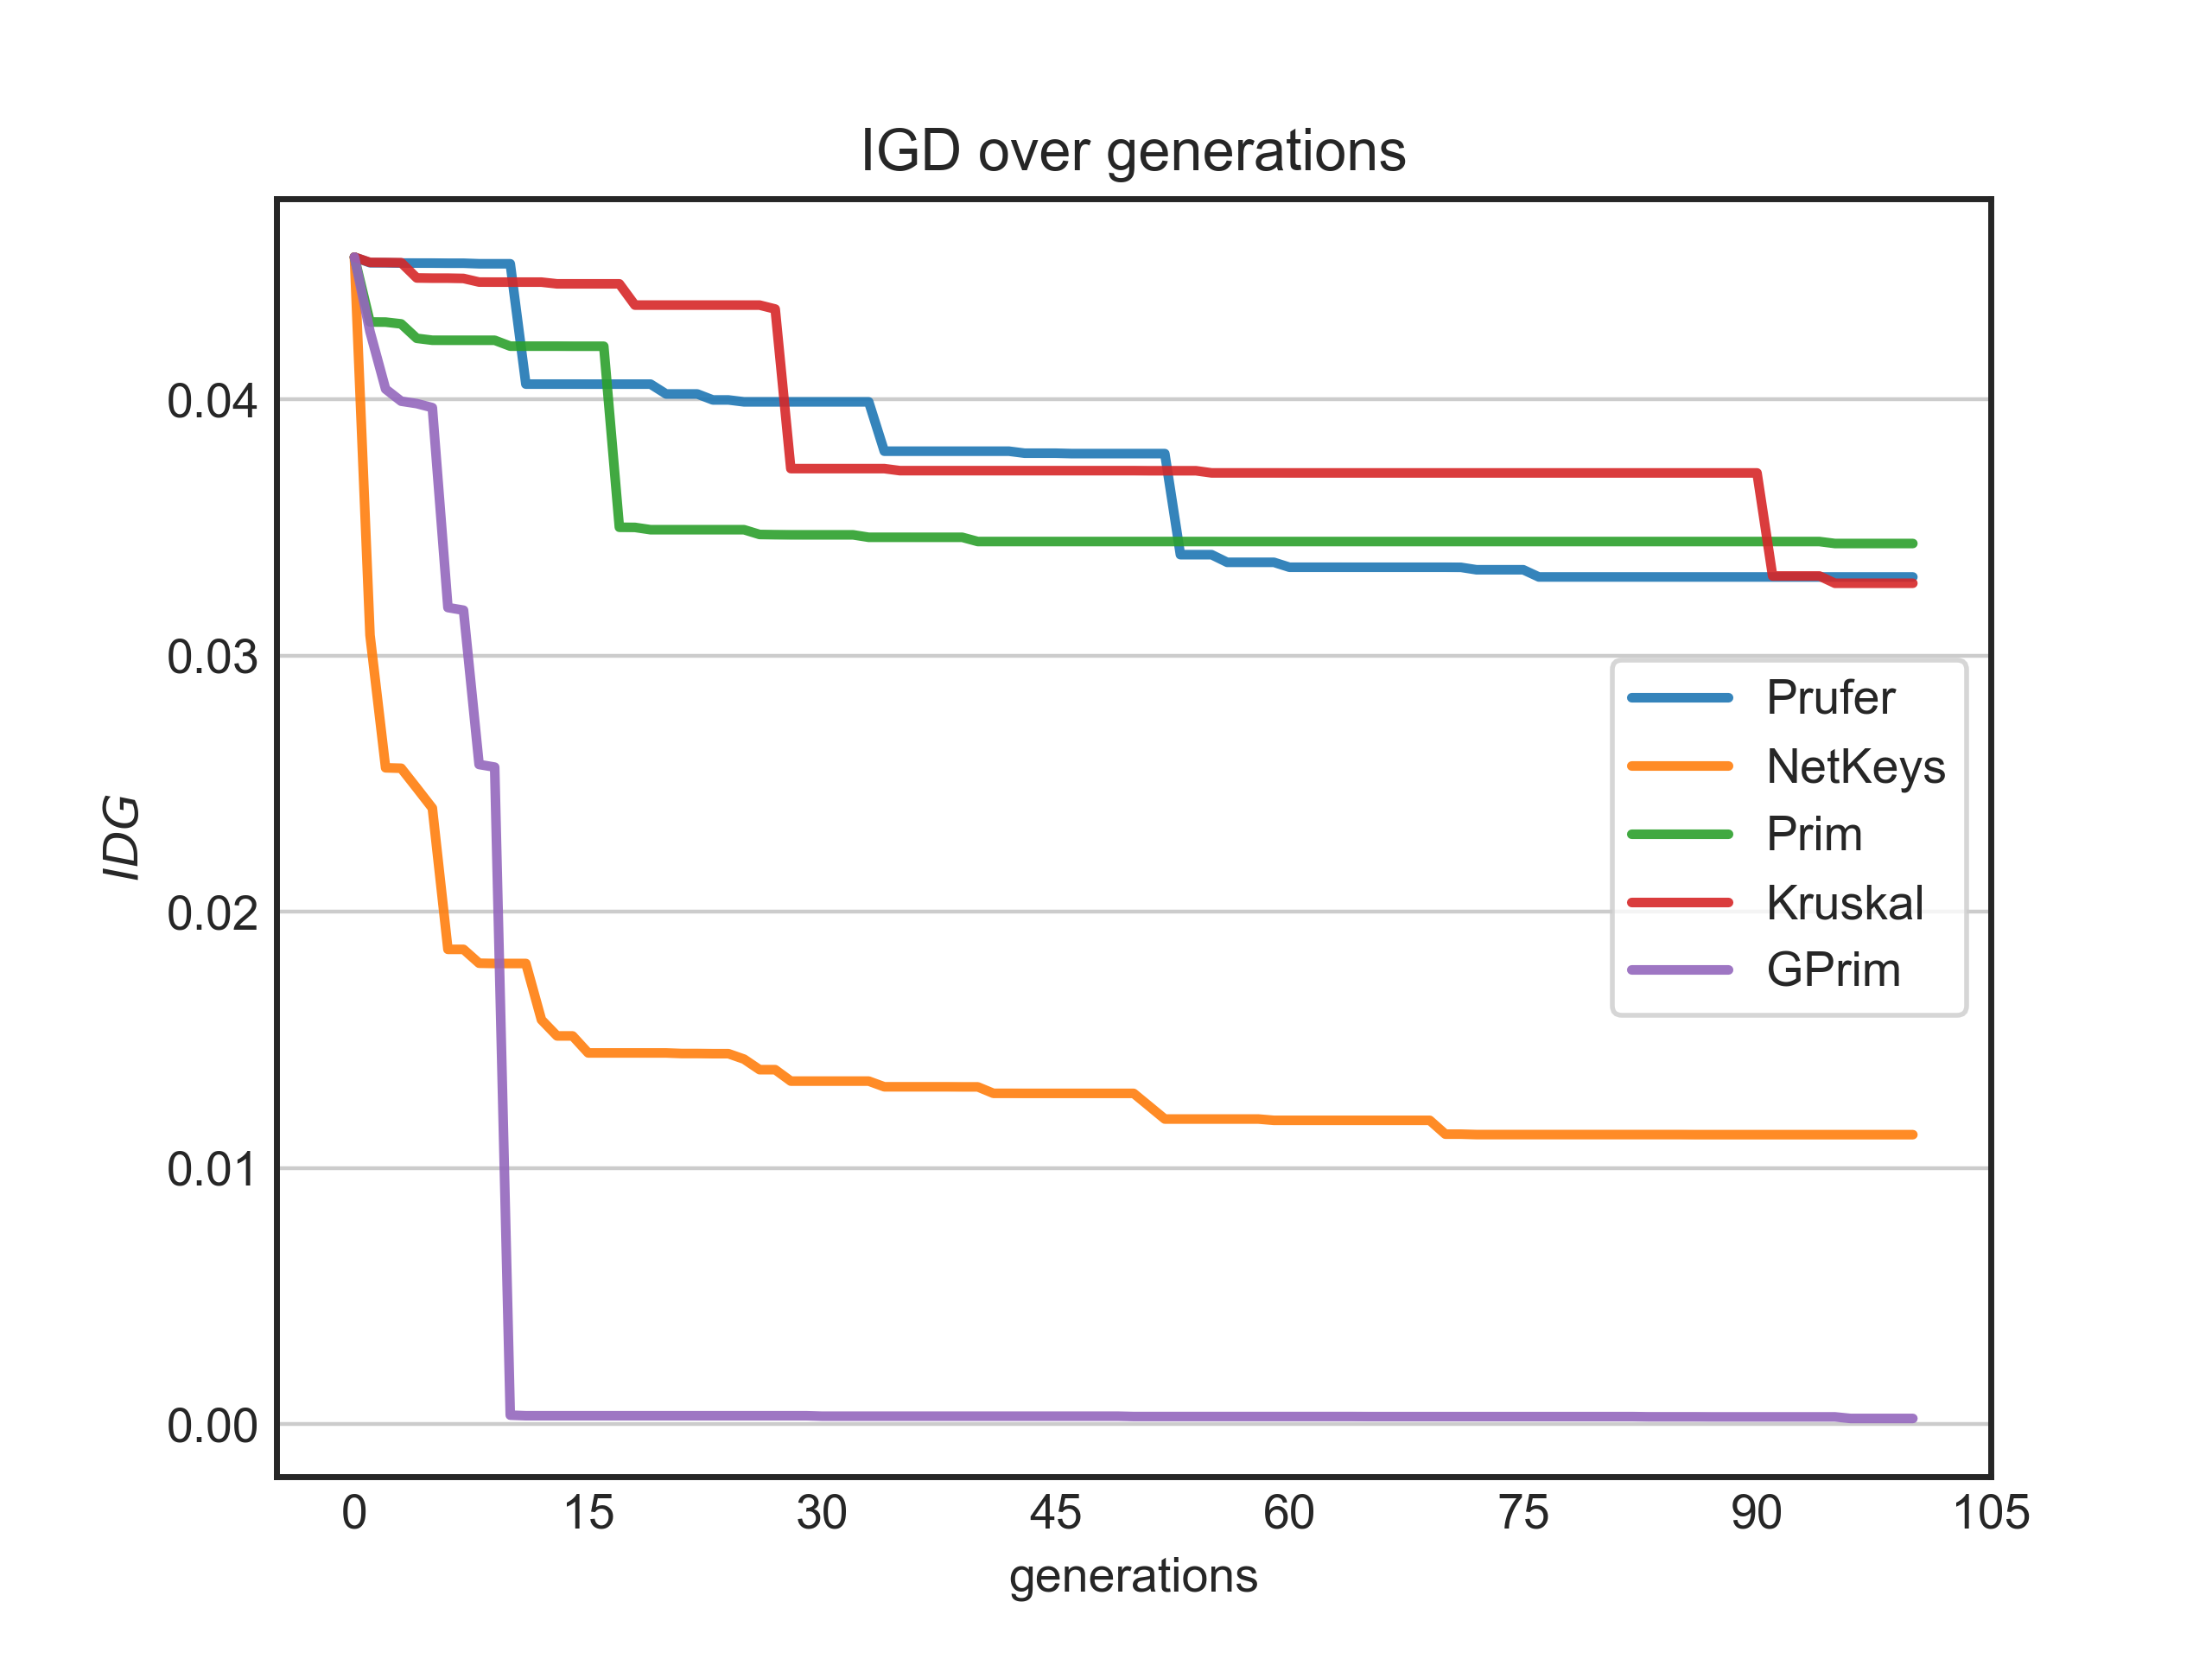 IGD over generations
IDG
0.04
0.03
0.02
0.01
0.00
Prufer
NetKeys
Prim
Kruskal
GPrim
0 15 30 45 60 75 90 105
generations